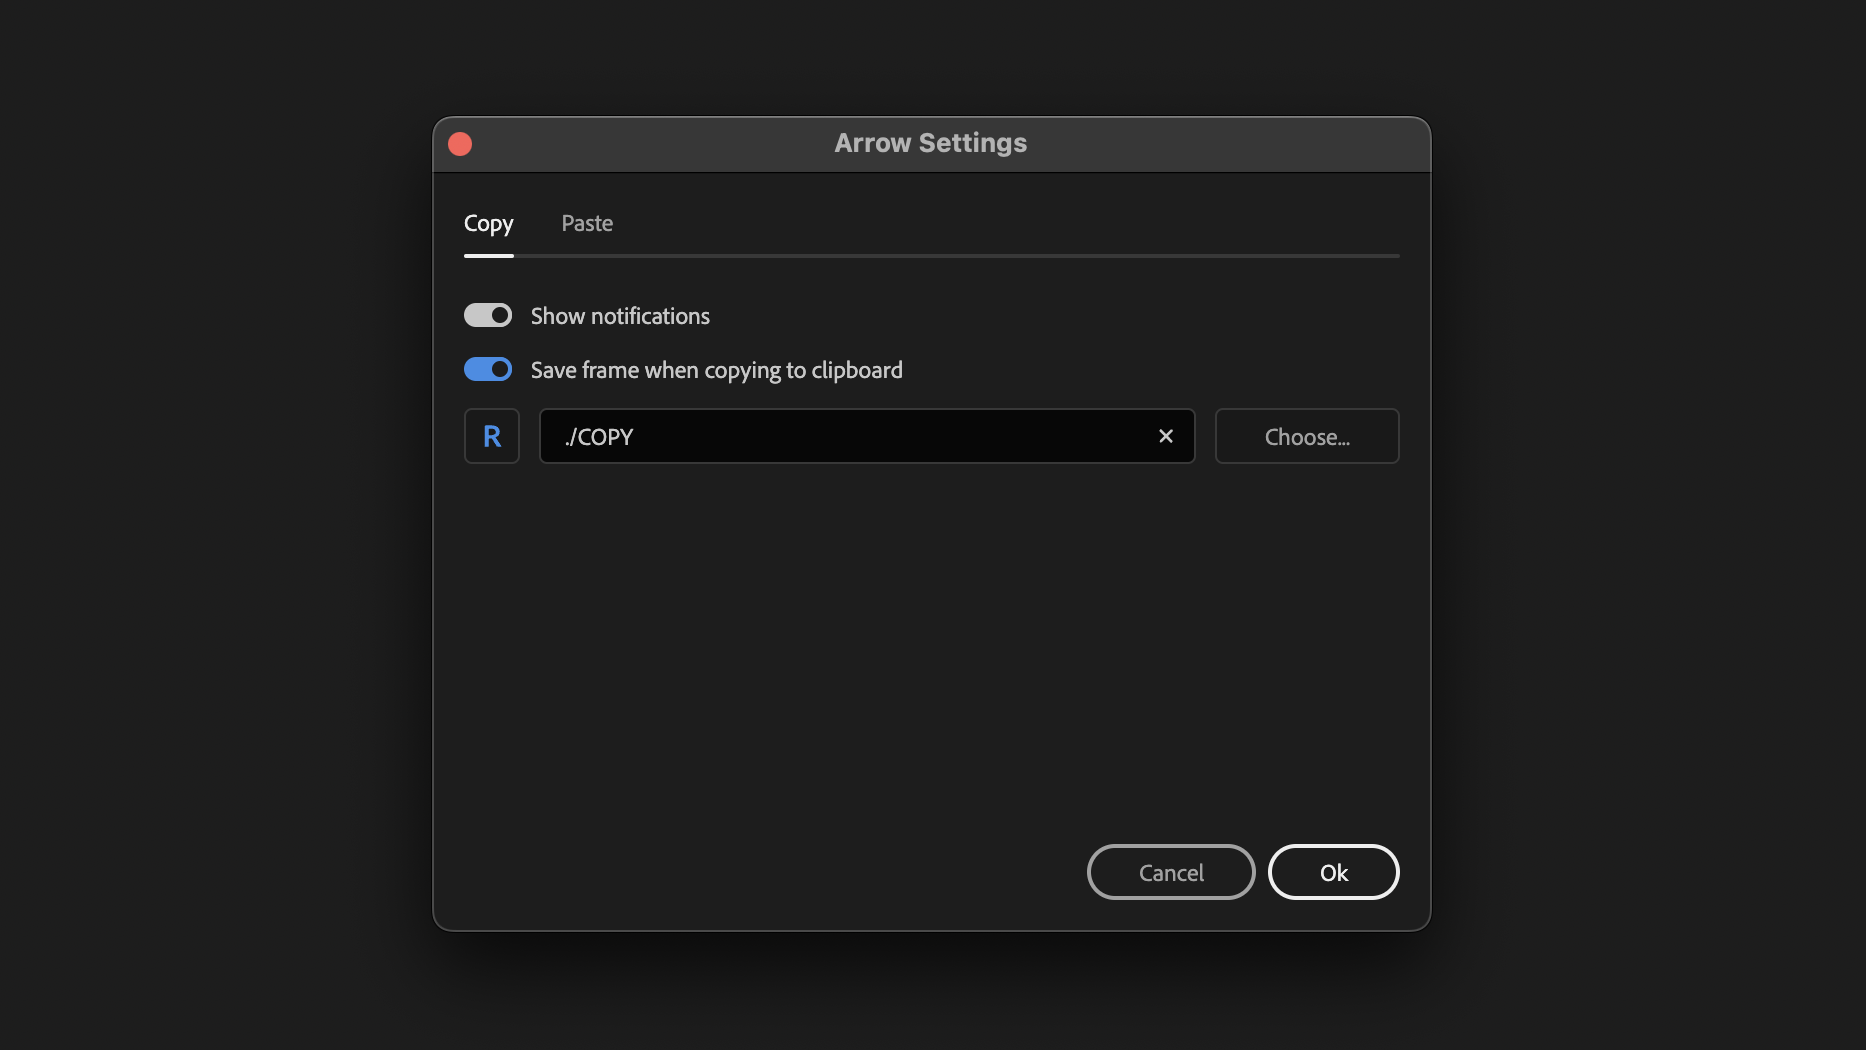 Arrow Settings
Copy
Paste
Show notifications
Save frame when copying to clipboard
R
./COPY
Choose...
Cancel
Ok